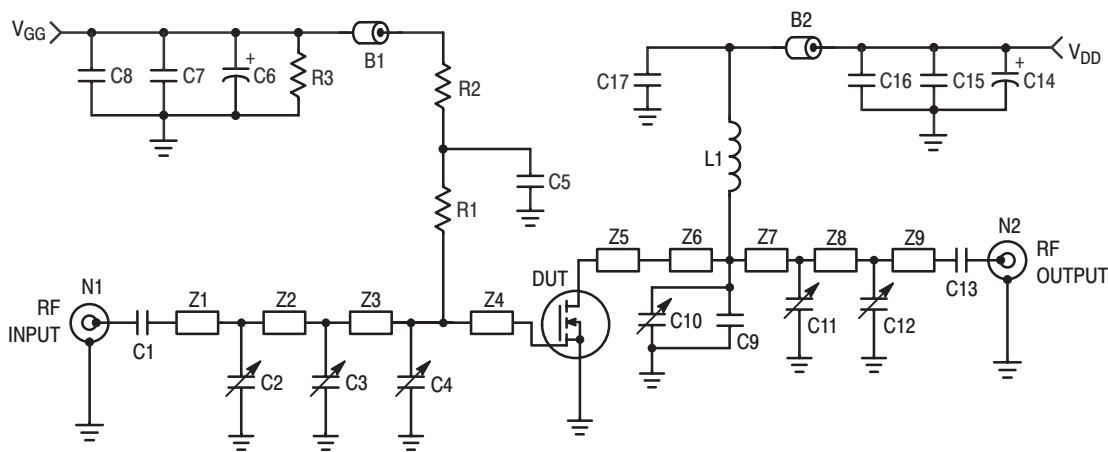 VGG
B1
B2
VDD
C8
C7
+
C6
R3
R2
C17
C16
C15
+
C14
L1
C5
R1
N2
Z5
Z6
Z7
Z8
Z9
RF
OUTPUT
DUT
C13
N1
RF
INPUT
Z1
Z2
Z3
Z4
C1
C10
C9
C11
C12
C2
C3
C4